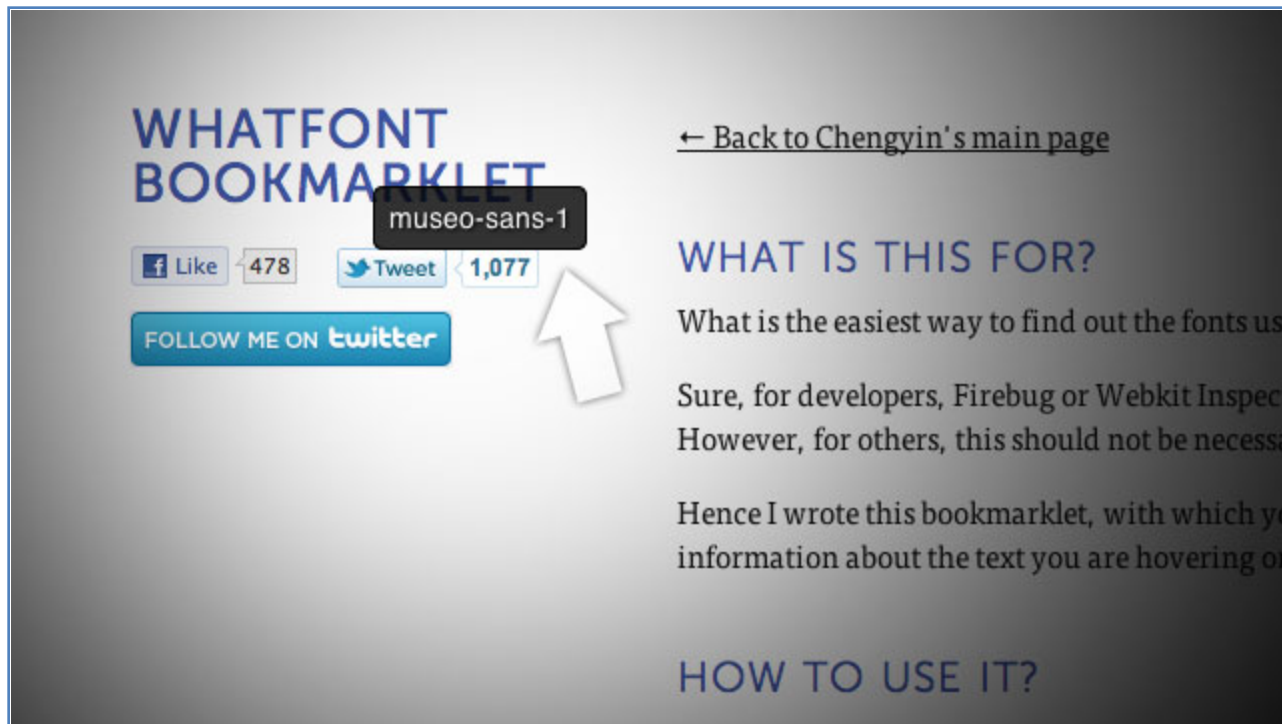 WHATFONT
BOOKMARKLET
museo-sans-1
Like 478 Tweet 1,077
FOLLOW ME ON twitter
← Back to Chengyin's main page
WHAT IS THIS FOR?
What is the easiest way to find out the fonts us
Sure, for developers, Firebug or Webkit Inspec
However, for others, this should not be necessa
Hence I wrote this bookmarklet, with which y
information about the text you are hovering o
HOW TO USE IT?